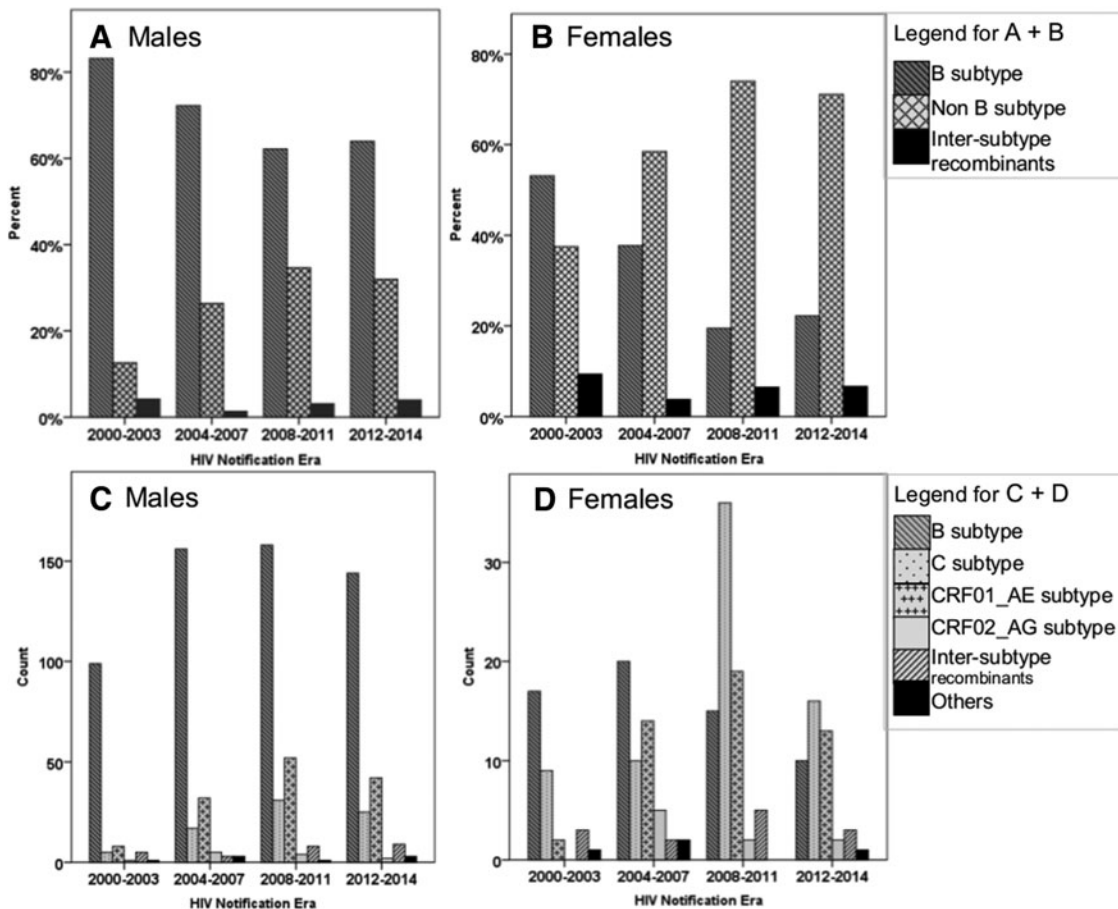 A Males
80%
60%
40%
20%
0%
Percent
2000-2003 2004-2007 2008-2011 2012-2014
HIV Notification Era
B Females
80%
60%
40%
20%
0%
Percent
2000-2003 2004-2007 2008-2011 2012-2014
HIV Notification Era
Legend for A + B
B subtype
Non B subtype
Inter-subtype
recombinants
C Males
150
100
50
0
Count
2000-2003 2004-2007 2008-2011 2012-2014
HIV Notification Era
D Females
30
20
10
0
Count
2000-2003 2004-2007 2008-2011 2012-2014
HIV Notification Era
Legend for C + D
B subtype
C subtype
CRF01_AE subtype
CRF02_AG subtype
Inter-subtype
recombinants
Others